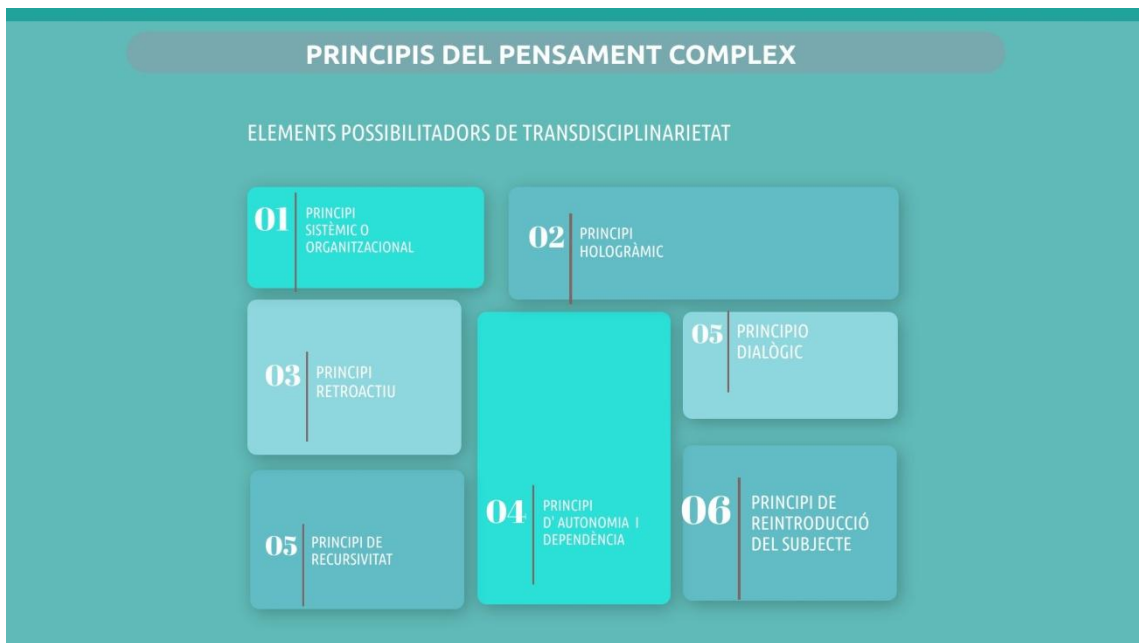 PRINCIPIS DEL PENSAMENT COMPLEX
ELEMENTS POSSIBILITADORS DE TRANSDISCIPLINARIETAT
01
PRINCIPI
SISTÈMIC O
ORGANITZACIONAL
02
PRINCIPI
HOLOGRÀMIC
03
PRINCIPI
RETROACTIU
05
PRINCIPIO
DIALÒGIC
05
PRINCIPI DE
RECURSIVITAT
04
PRINCIPI
D' AUTONOMIA I
DEPENDÈNCIA
06
PRINCIPI DE
REINTRODUCCIÓ
DEL SUBJECTE